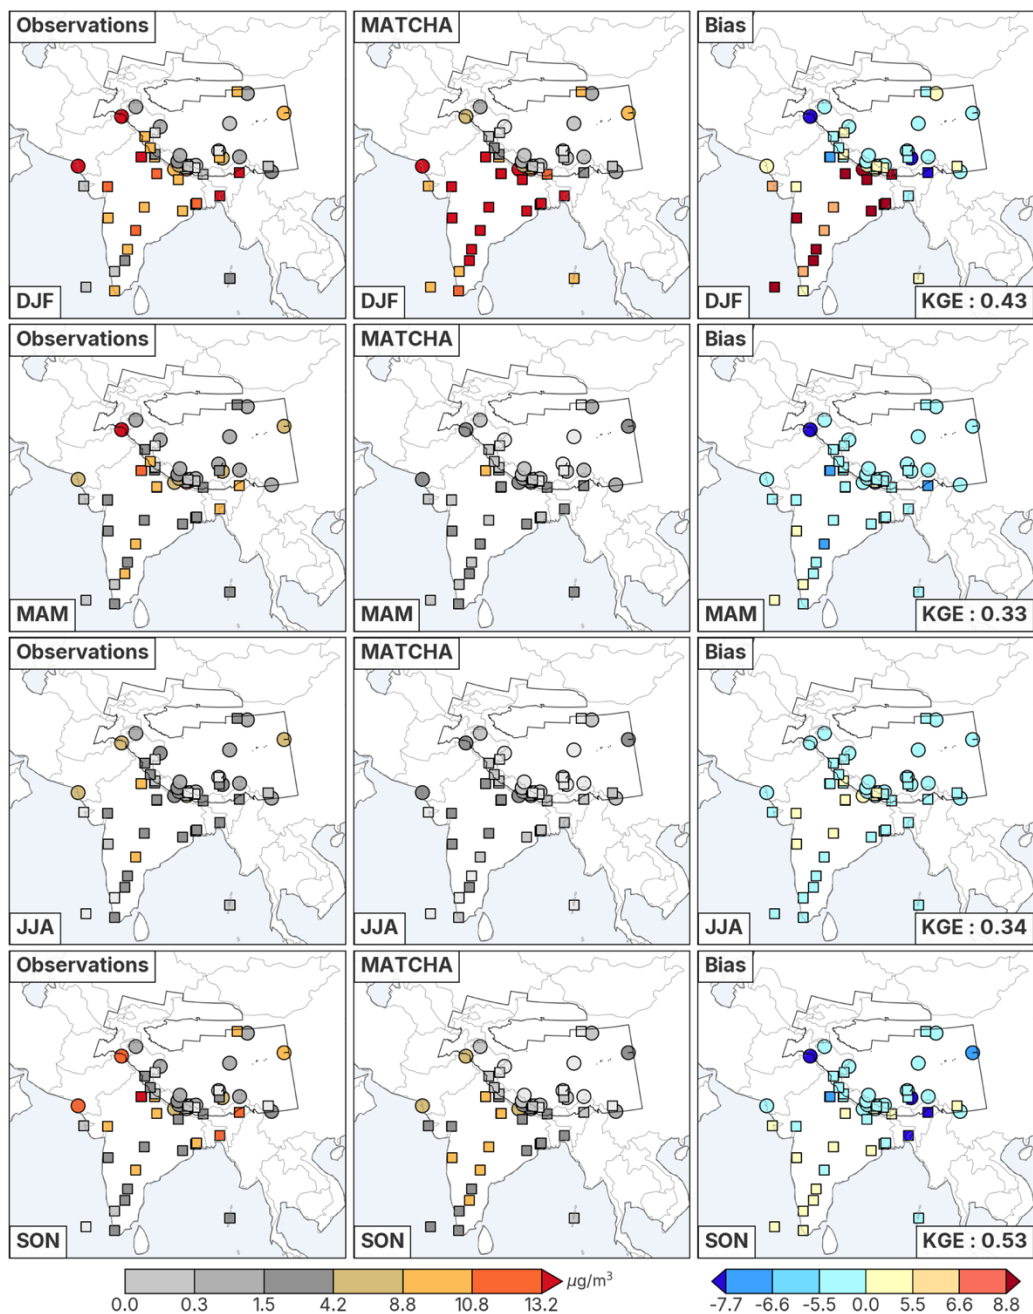 Observations MATCHA Bias
DJF DJF DJF KGE : 0.43
Observations MATCHA Bias
MAM MAM MAM KGE : 0.33
Observations MATCHA Bias
JJA JJA JJA KGE : 0.34
Observations MATCHA Bias
SON SON SON KGE : 0.53
μg/m³
0.0 0.3 1.5 4.2 8.8 10.8 13.2 -7.7 -6.6 -5.5 0.0 5.5 6.6 8.8